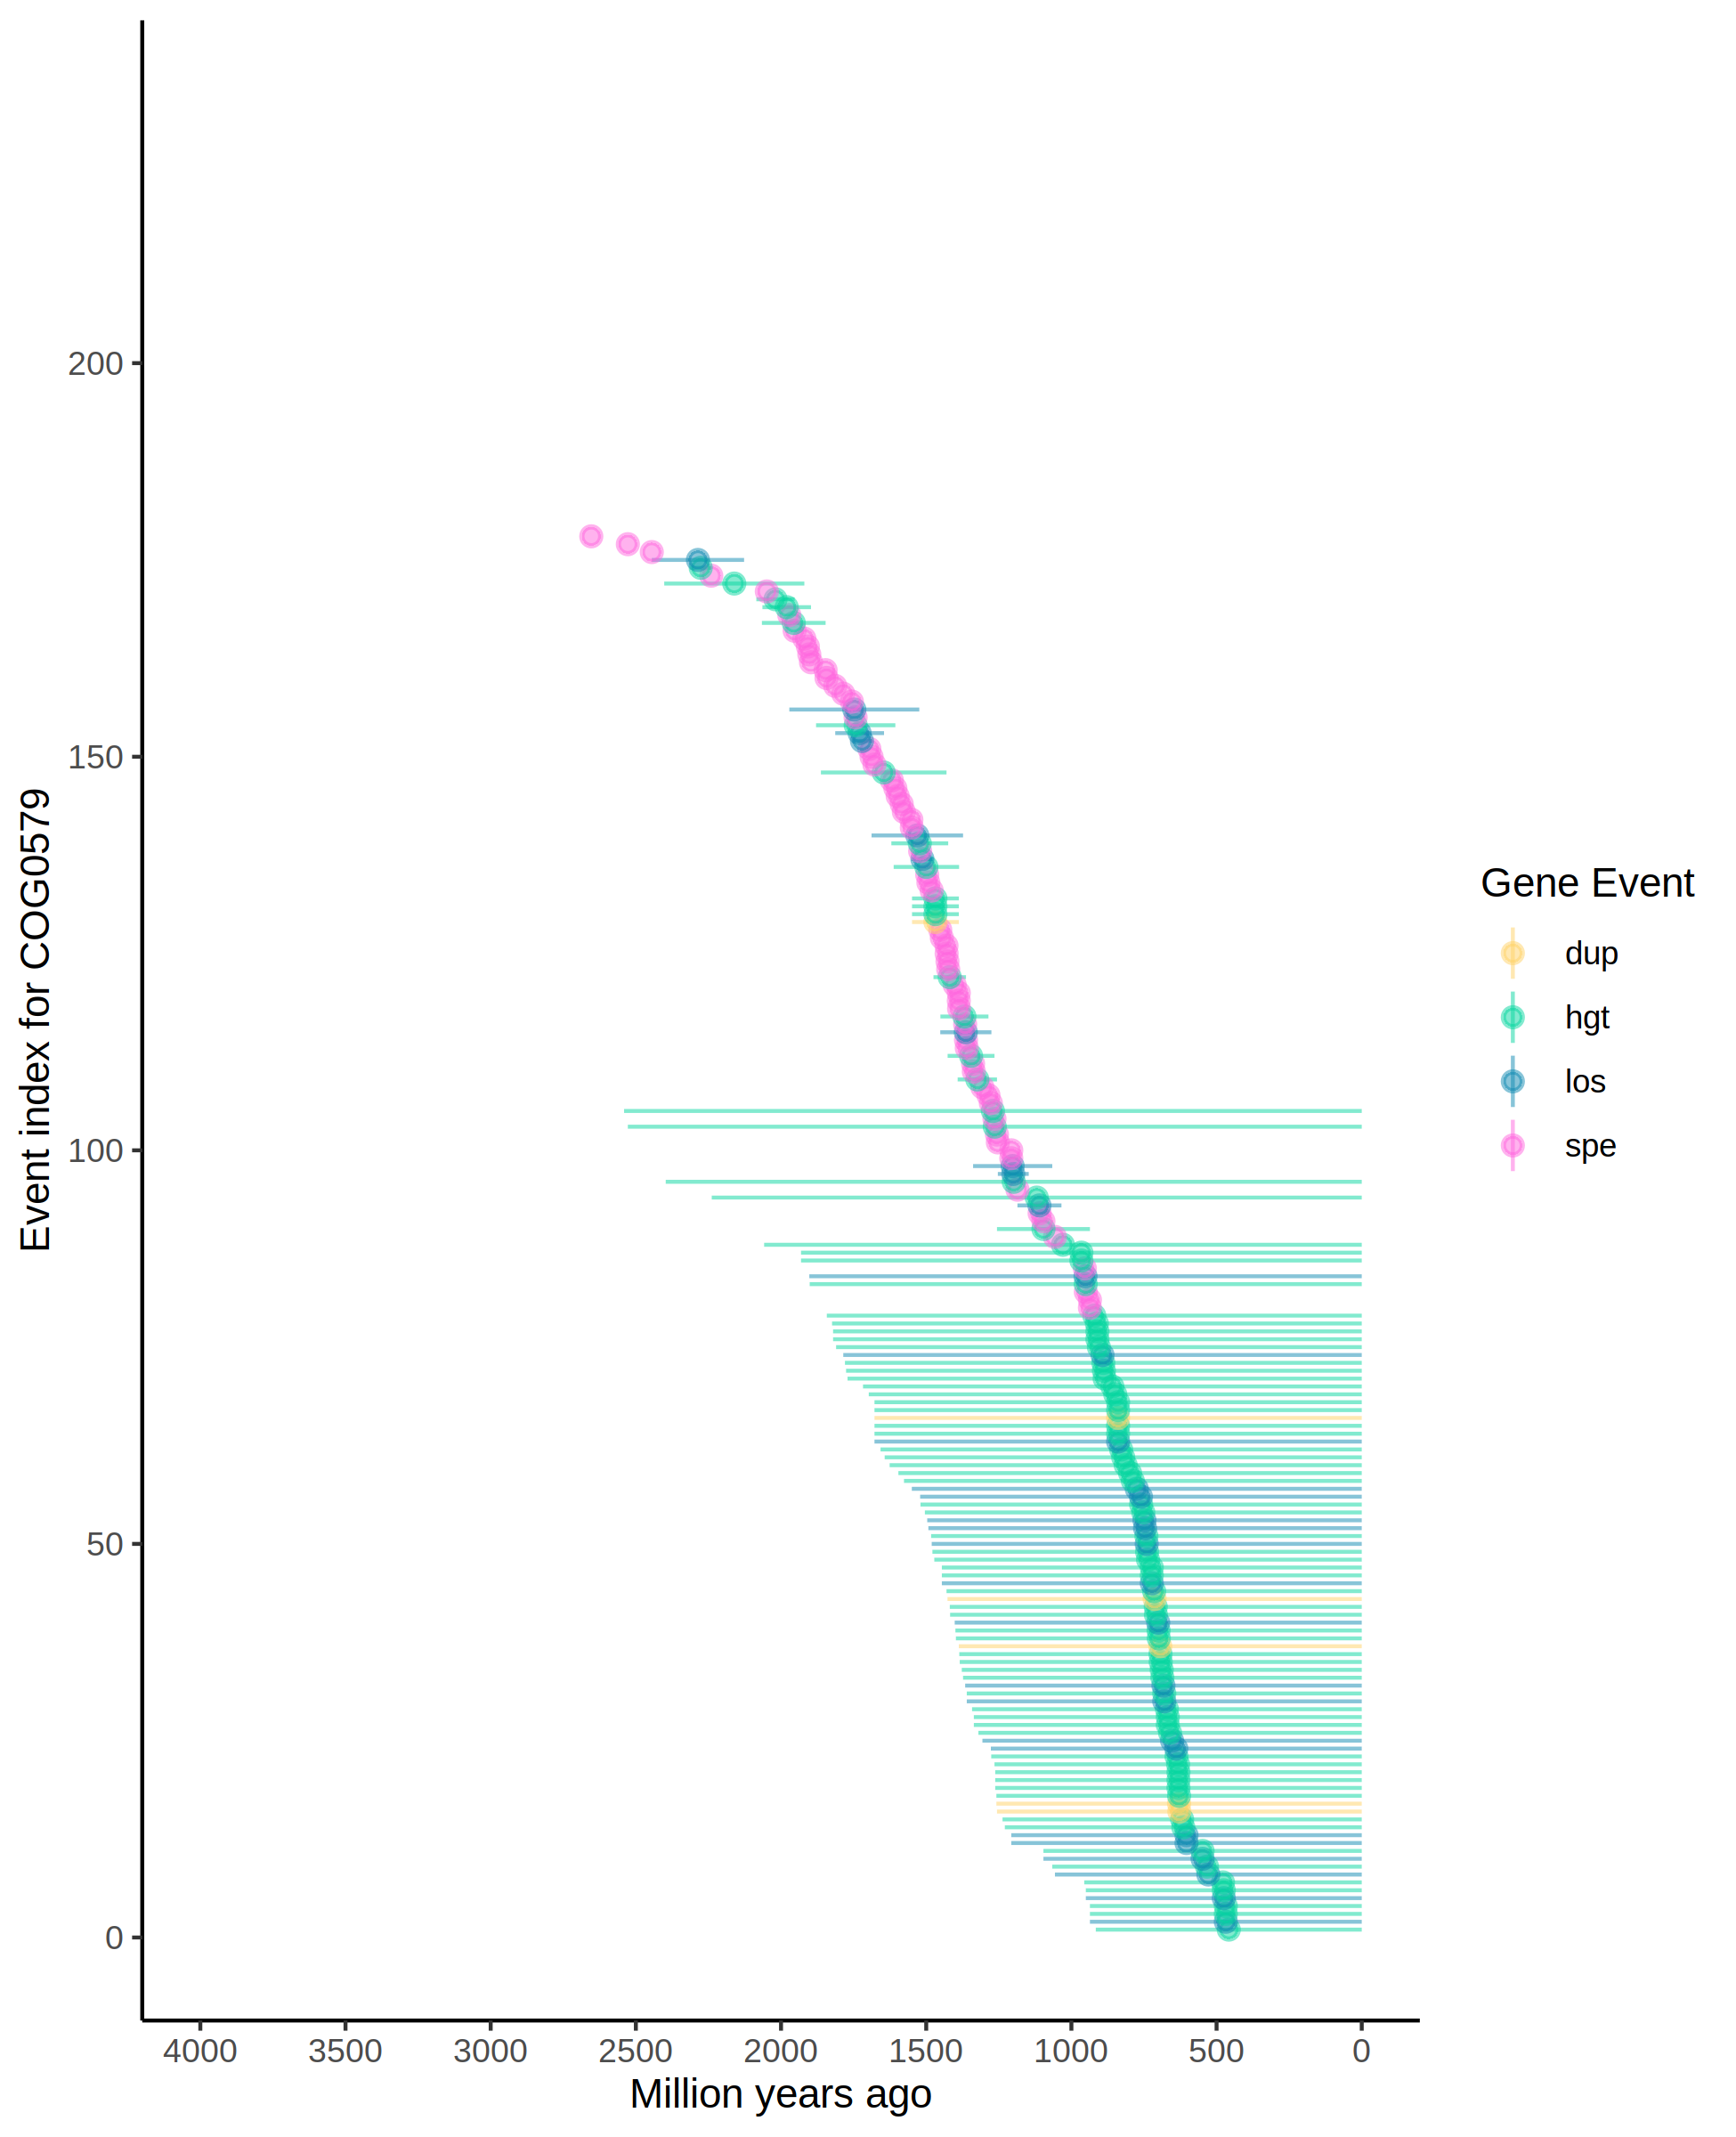 Event index for COG0579
200
150
100
50
0
4000 3500 3000 2500 2000 1500 1000 500 0
Million years ago
Gene Event
dup
hgt
los
spe